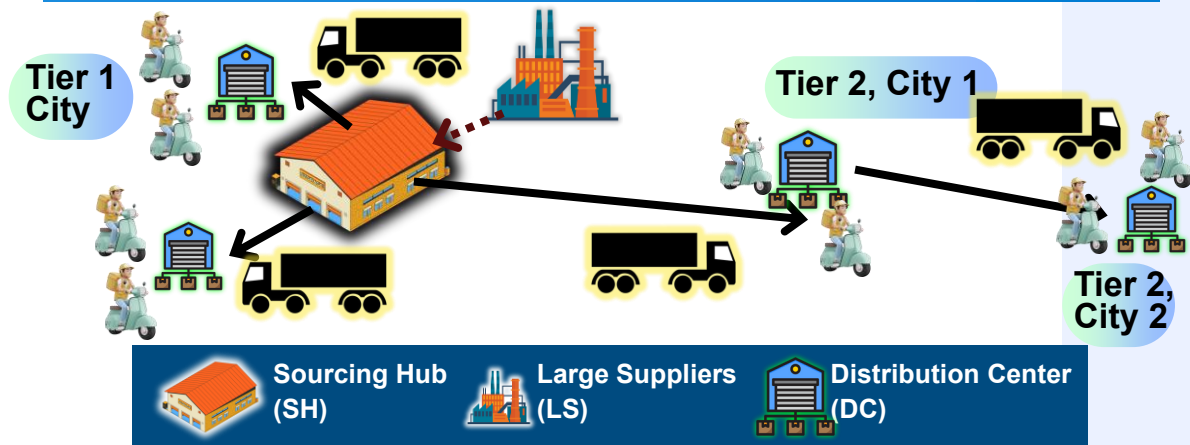 Tier 1
City
Tier 2, City 1
Tier 2,
City 2
Sourcing Hub
(SH)
Large Suppliers
(LS)
Distribution Center
(DC)